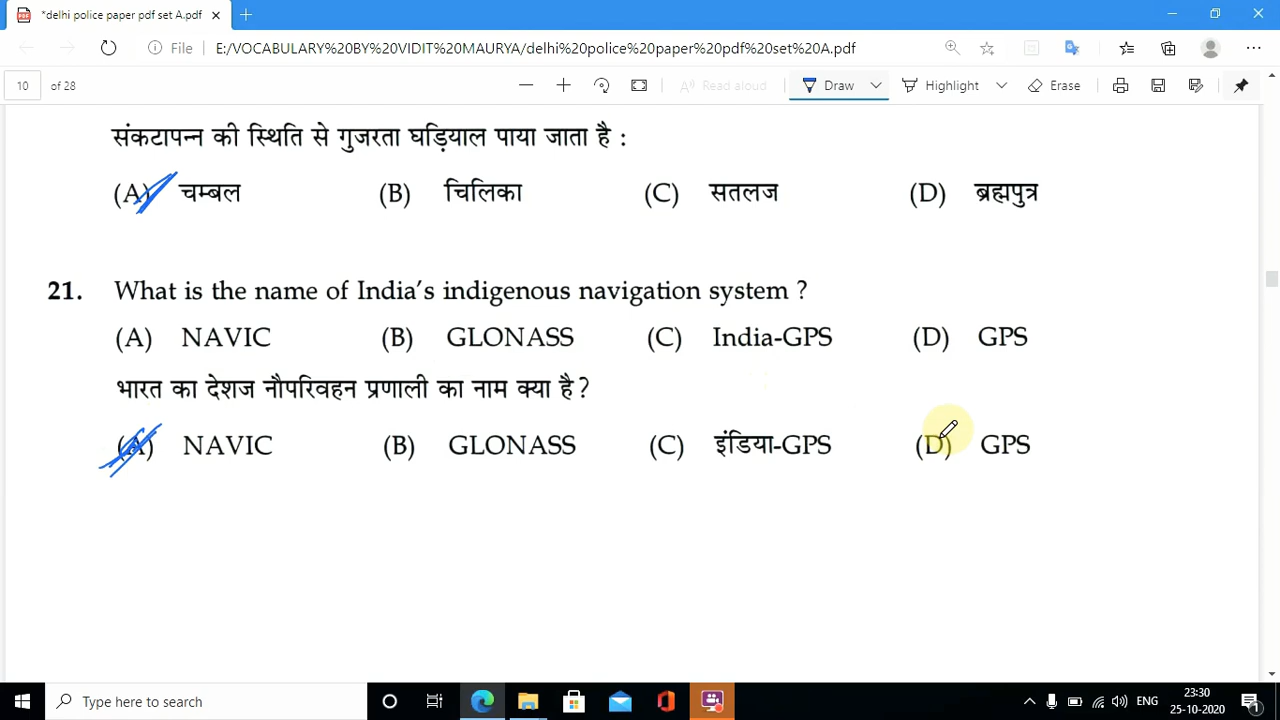 *delhi police paper pdf set A.pdf
File E:/VOCABULARY%20BY%20VIDIT%20MAURYA/delhi%20police%20paper%20pdf%20set%20A.pdf
10 of 28 Read aloud Draw Highlight Erase
संकटापन्न की स्थिति से गुजरता घड़ियाल पाया जाता है :
(A) चम्बल (B) चिलिका (C) सतलज (D) ब्रह्मपुत्र
21. What is the name of India's indigenous navigation system ?
(A) NAVIC (B) GLONASS (C) India-GPS (D) GPS
भारत का देशज नौपरिवहन प्रणाली का नाम क्या है?
(A) NAVIC (B) GLONASS (C) इंडिया-GPS (D) GPS
Type here to search ENG 23:30
25-10-2020